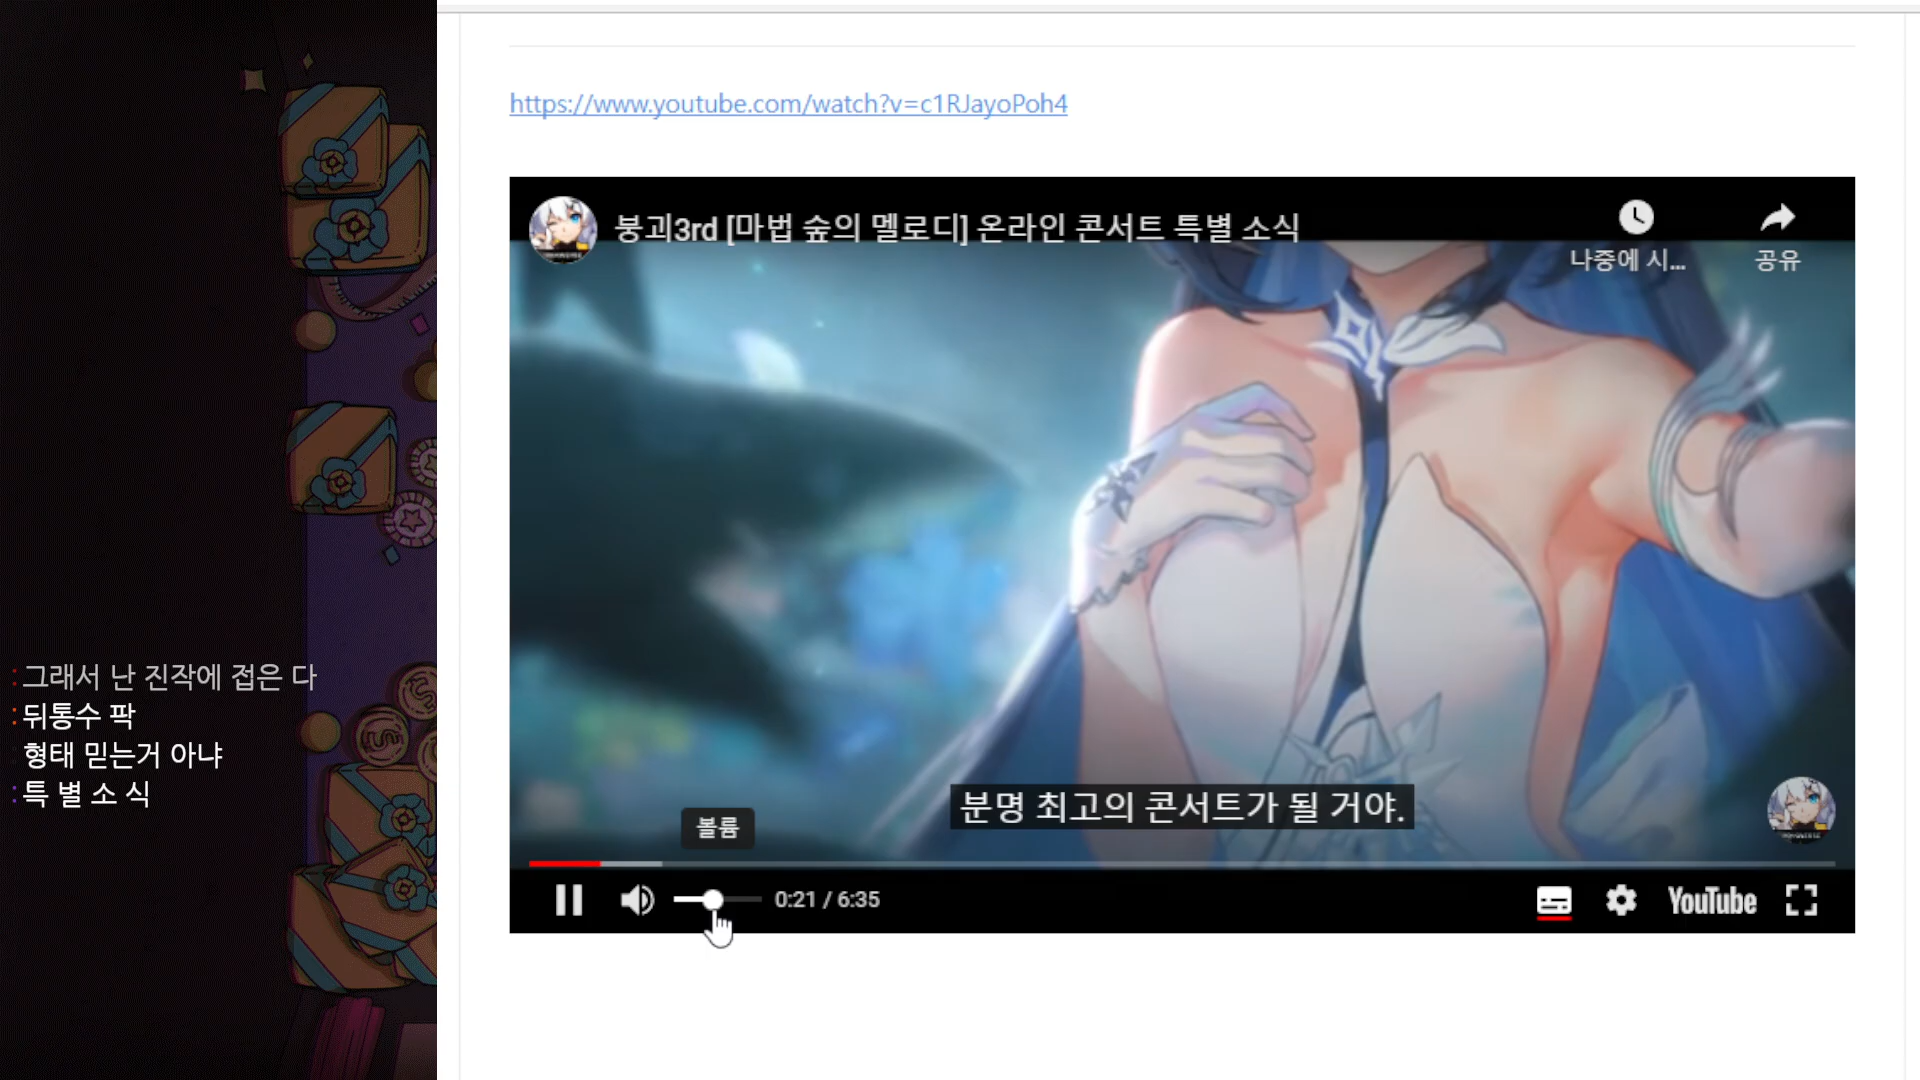 https://www.youtube.com/watch?v=c1RJayoPoh4
붕괴3rd [마법 숲의 멜로디] 온라인 콘서트 특별 소식
나중에 시...
공유
분명 최고의 콘서트가 될 거야.
볼륨
0:21 / 6:35
YouTube
:그래서 난 진작에 접은 다
:뒤통수 팍
형태 믿는거 아냐
:특 별 소 식